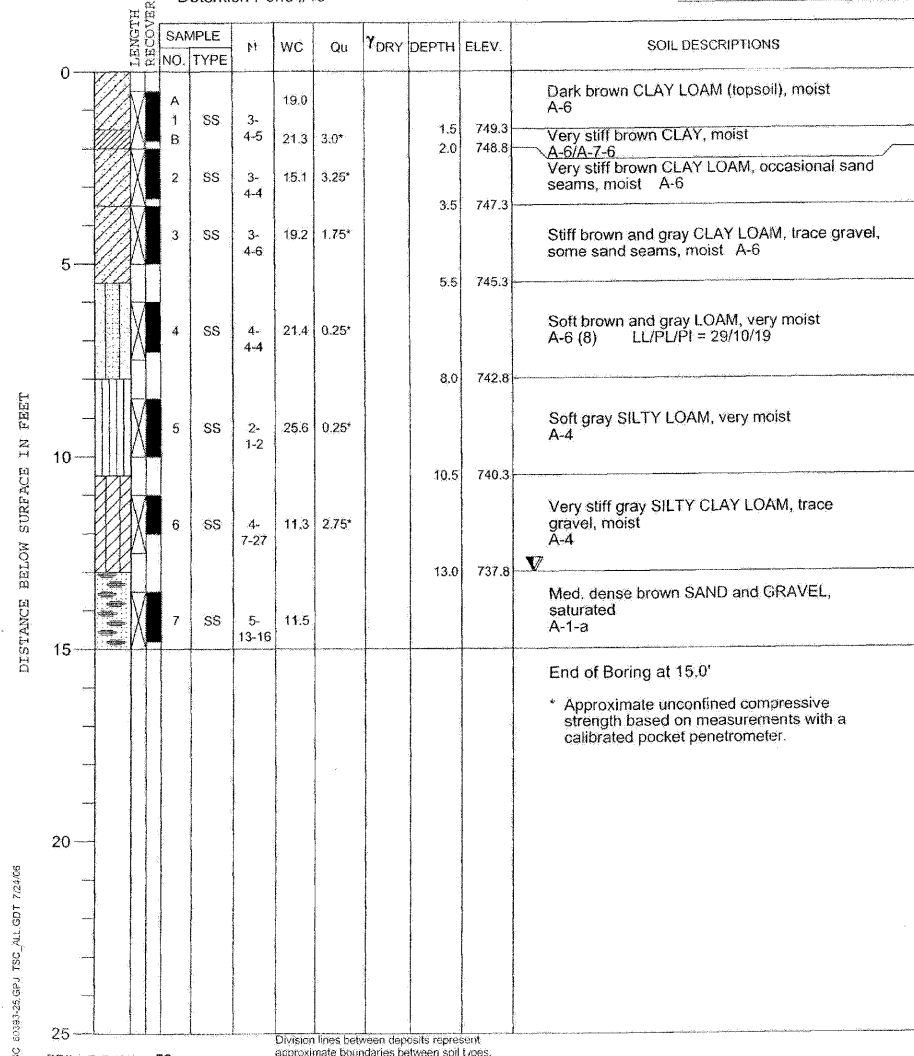 LENGTH
RECOVER
SAMPLE
NO. TYPE N WC Qu γDRY DEPTH ELEV. SOIL DESCRIPTIONS
0
Dark brown CLAY LOAM (topsoil), moist
A 19.0 A-6
1 SS 3- 1.5 749.3
B 4-5 21.3 3.0* Very stiff brown CLAY, moist
2.0 748.8 A-6/A-7-6
Very stiff brown CLAY LOAM, occasional sand
2 SS 3- 15.1 3.25* seams, moist A-6
4-4
3.5 747.3
3 SS 3- 19.2 1.75* Stiff brown and gray CLAY LOAM, trace gravel,
4-6 some sand seams, moist A-6
5
5.5 745.3
Soft brown and gray LOAM, very moist
4 SS 4- 21.4 0.25* A-6 (8) LL/PL/PI = 29/10/19
4-4
8.0 742.8
Soft gray SILTY LOAM, very moist
5 SS 2- 25.6 0.25* A-4
1-2
10
10.5 740.3
Very stiff gray SILTY CLAY LOAM, trace
6 SS 4- 11.3 2.75* gravel, moist
7-27 A-4
13.0 737.8
Med. dense brown SAND and GRAVEL,
saturated
7 SS 5- 11.5 A-1-a
13-16
15
End of Boring at 15.0'
* Approximate unconfined compressive
strength based on measurements with a
calibrated pocket penetrometer.
20
25
DISTANCE BELOW SURFACE IN FEET
TSC_ALL.GDT 7/24/06
Division lines between deposits represent
approximate boundaries between soil types.